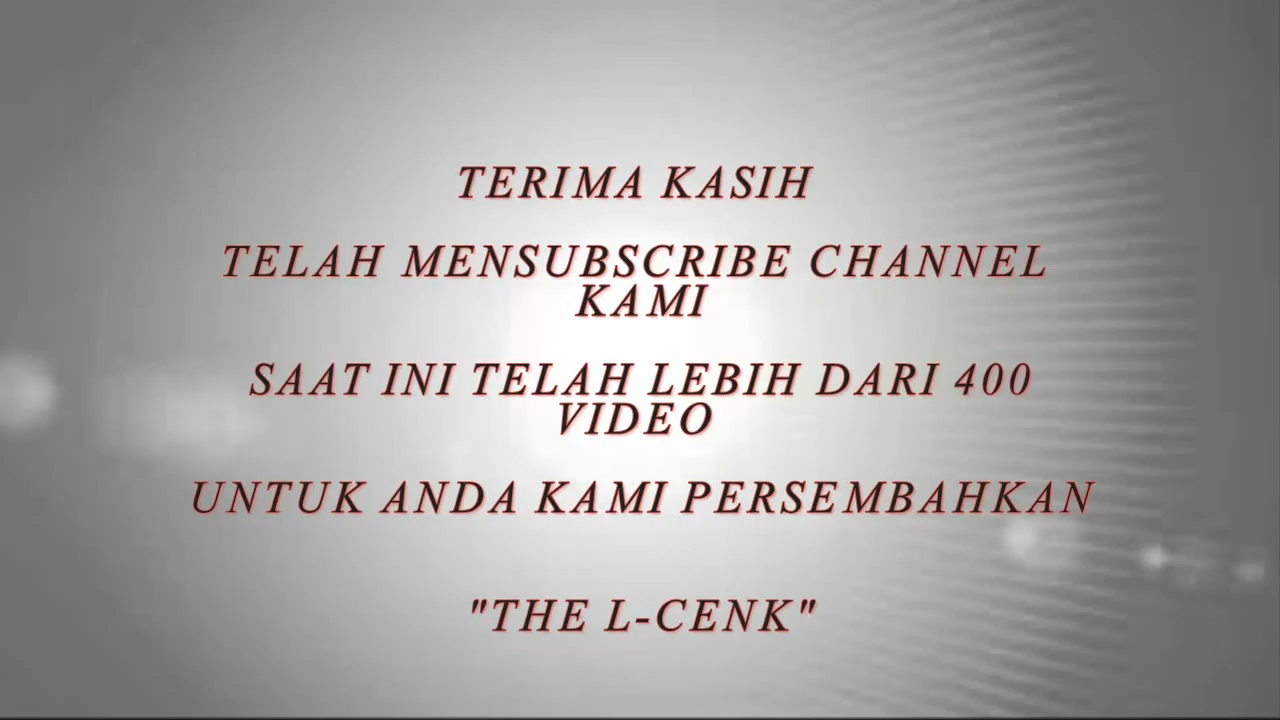 TERIMA KASIH
TELAH MENSUBSCRIBE CHANNEL
KAMI
SAAT INI TELAH LEBIH DARI 400
VIDEO
UNTUK ANDA KAMI PERSEMBAHKAN
"THE L-CENK"